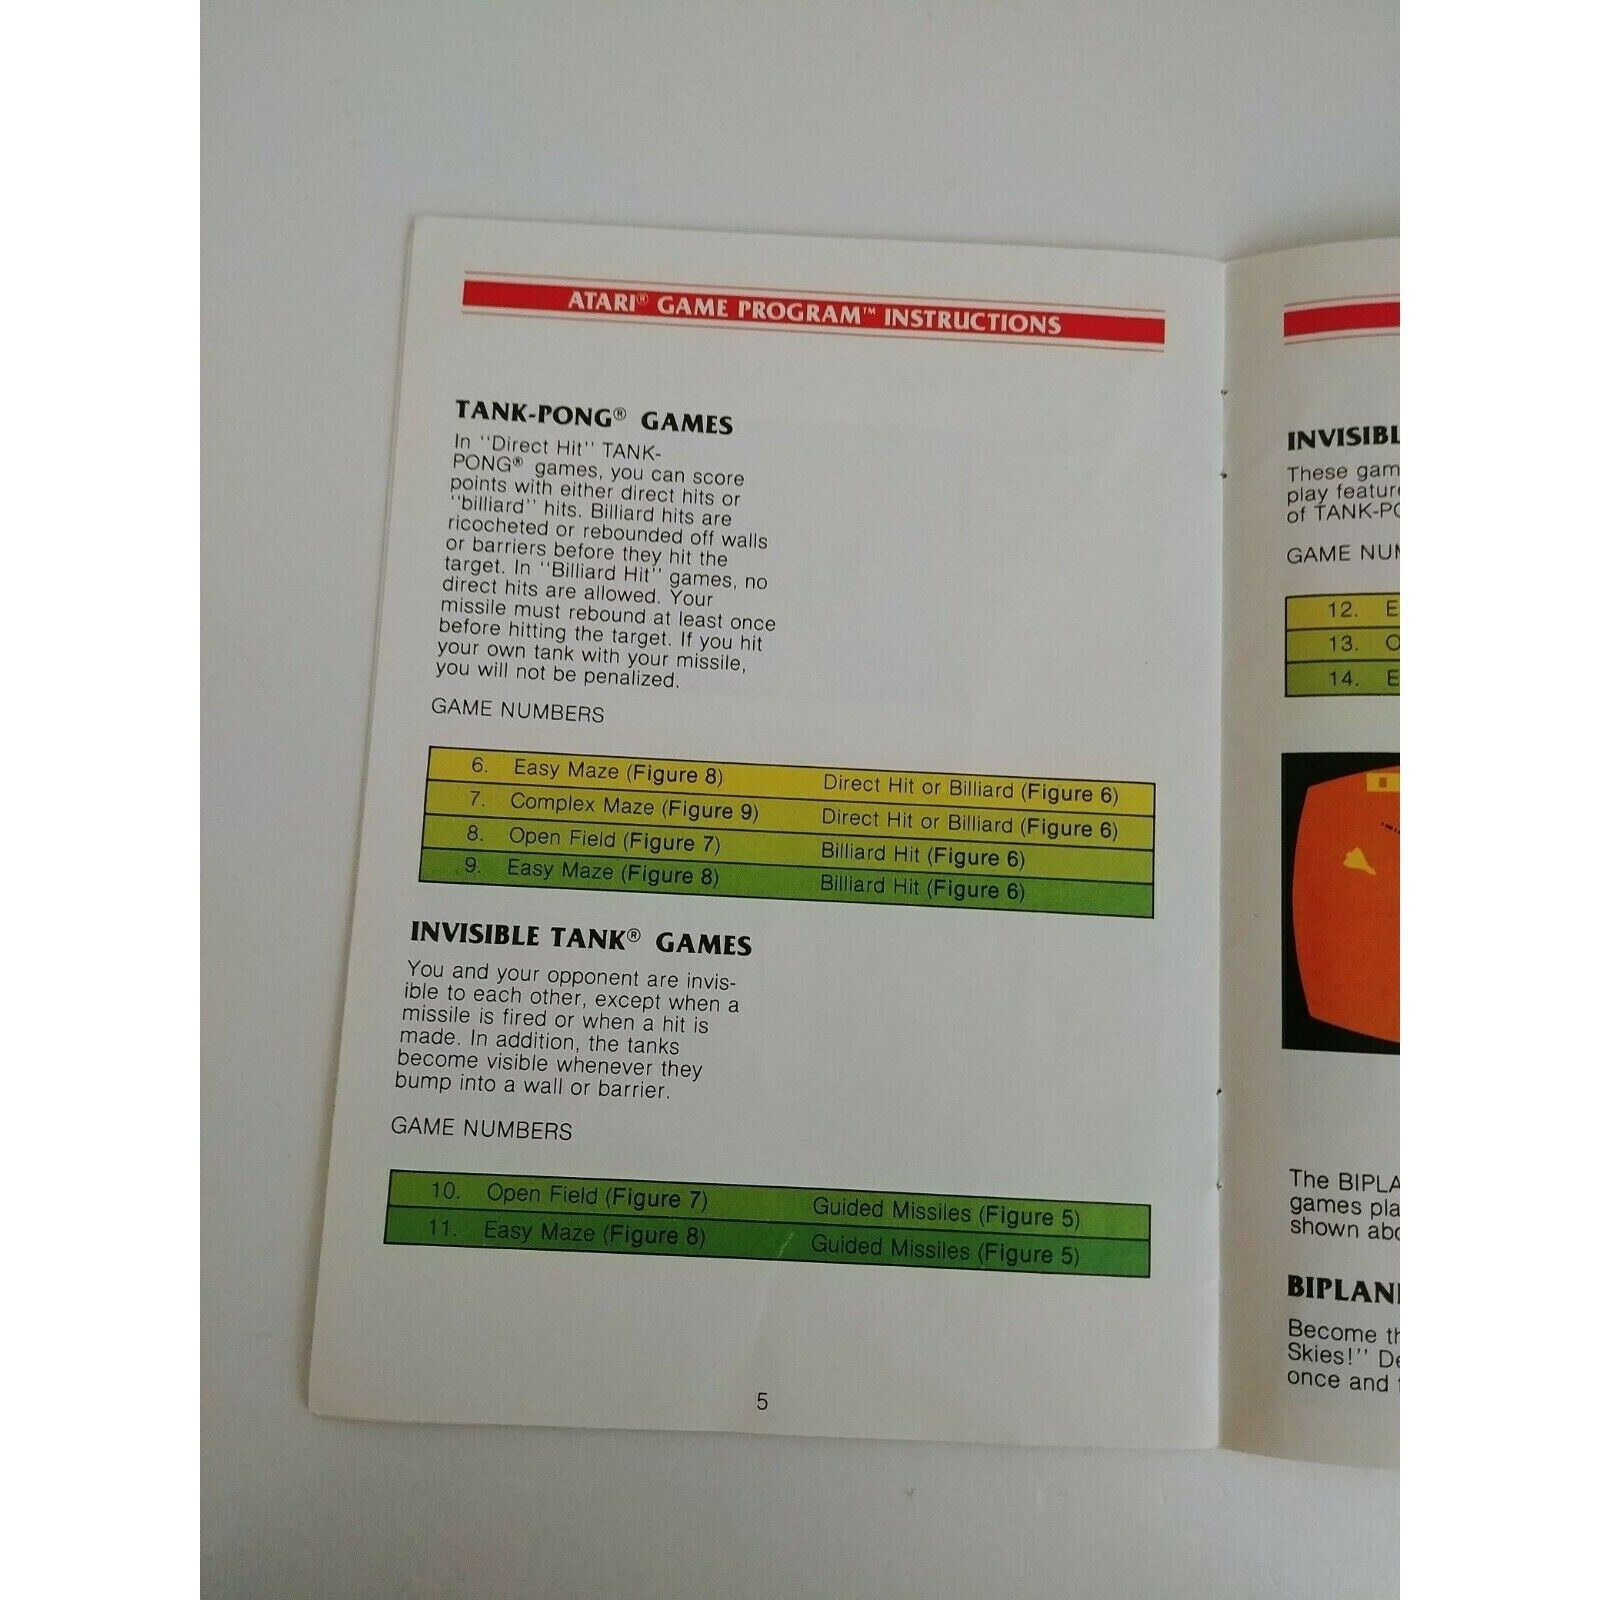 ATARI® GAME PROGRAM™ INSTRUCTIONS
TANK-PONG® GAMES
In "Direct Hit" TANK-
PONG® games, you can score
points with either direct hits or
"billiard" hits. Billiard hits are
ricocheted or rebounded off walls
or barriers before they hit the
target. In "Billiard Hit" games, no
direct hits are allowed. Your
missile must rebound at least once
before hitting the target. If you hit
your own tank with your missile,
you will not be penalized.
GAME NUMBERS
6. Easy Maze (Figure 8) Direct Hit or Billiard (Figure 6)
7. Complex Maze (Figure 9) Direct Hit or Billiard (Figure 6)
8. Open Field (Figure 7) Billiard Hit (Figure 6)
9. Easy Maze (Figure 8) Billiard Hit (Figure 6)
INVISIBLE TANK® GAMES
You and your opponent are invis-
ible to each other, except when a
missile is fired or when a hit is
made. In addition, the tanks
become visible whenever they
bump into a wall or barrier.
GAME NUMBERS
10. Open Field (Figure 7) Guided Missiles (Figure 5)
11. Easy Maze (Figure 8) Guided Missiles (Figure 5)
5
INVISIBL
These gam
play featur
of TANK-PO
GAME NUM
12. E
13. O
14. E
The BIPLA
games pla
shown abo
BIPLAN
Become th
Skies!" De
once and